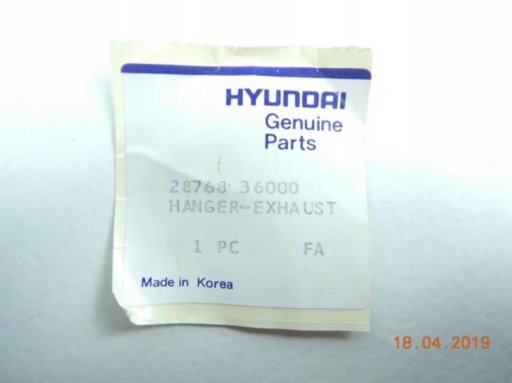 HYUNDAI
Genuine
Parts
28768 36000
HANGER-EXHAUST
1 PC FA
Made in Korea
18.04.2019